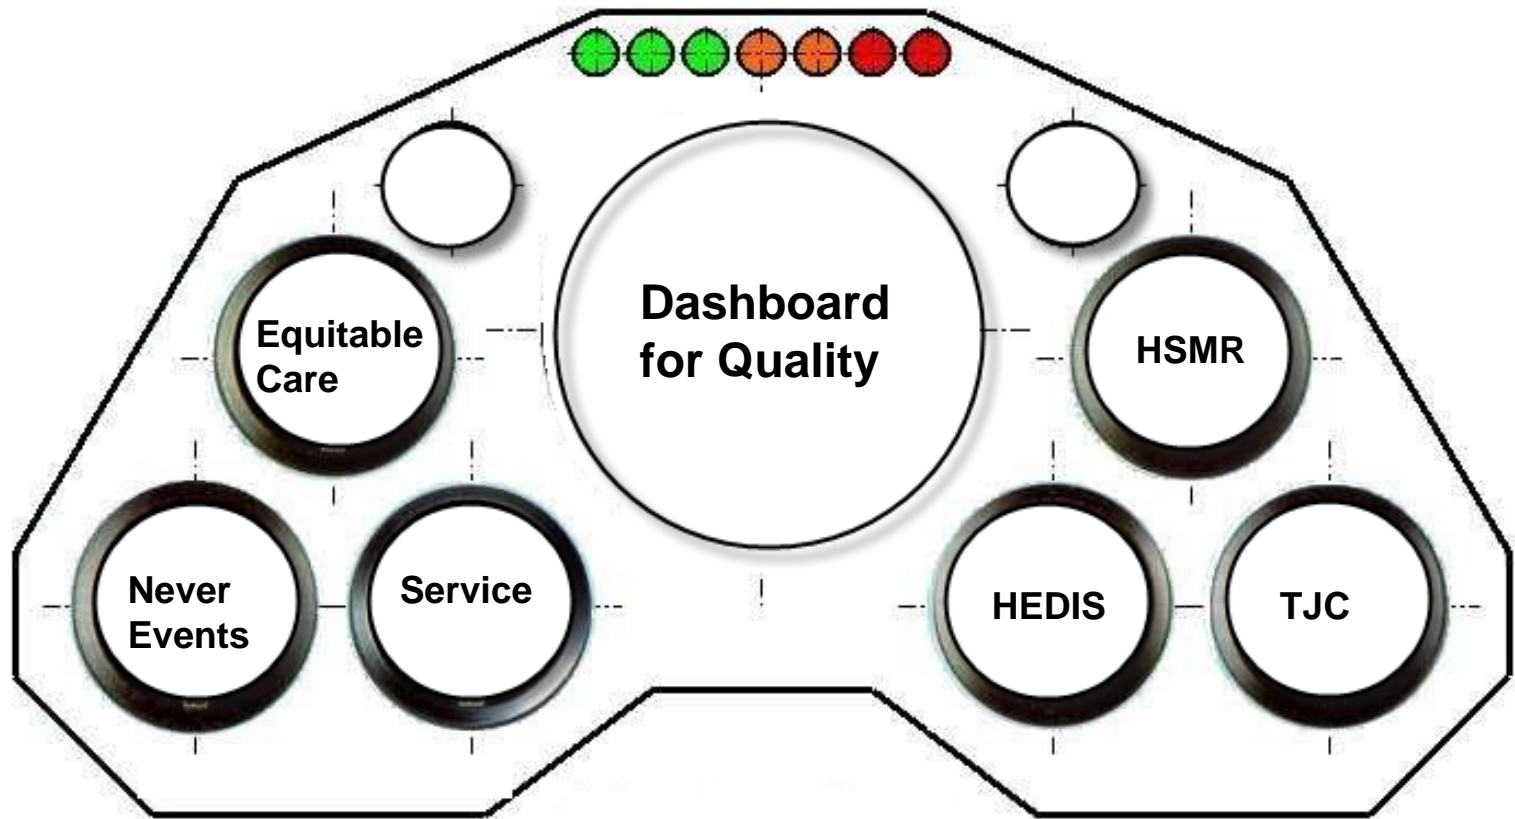 Dashboard
for Quality
Equitable
Care
HSMR
Never
Events
Service
HEDIS
TJC